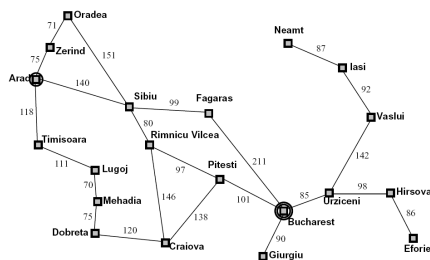 Oradea
71
Neamt
Zerind
87
151
75
Iasi
Arad
140
92
Sibiu
99
Fagaras
118
Vaslui
80
Rimnicu Vilcea
Timisoara
142
111
211
Lugoj
97
Pitesti
70
98
Hirsova
146
85
Mehadia
101
Urziceni
138
86
75
Bucharest
Dobreta
120
90
Craiova
Eforie
Giurgiu